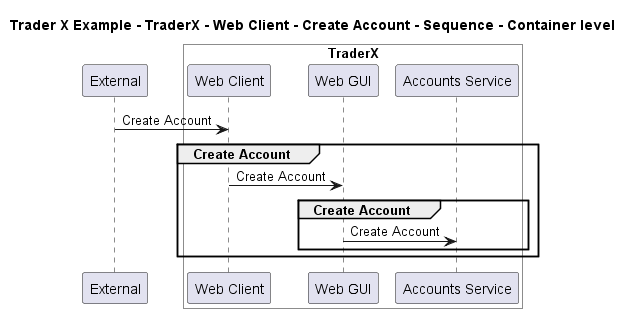 Trader X Example - TraderX - Web Client - Create Account - Sequence - Container level
TraderX
External Web Client Web GUI Accounts Service
Create Account
Create Account
Create Account
Create Account
Create Account
External Web Client Web GUI Accounts Service